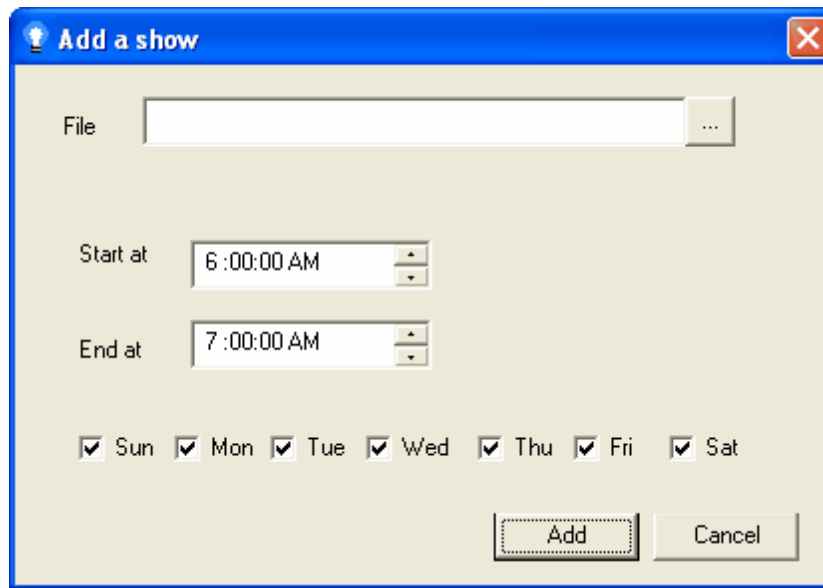 Add a show
File ...
Start at 6 :00:00 AM
End at 7 :00:00 AM
Sun Mon Tue Wed Thu Fri Sat
Add Cancel